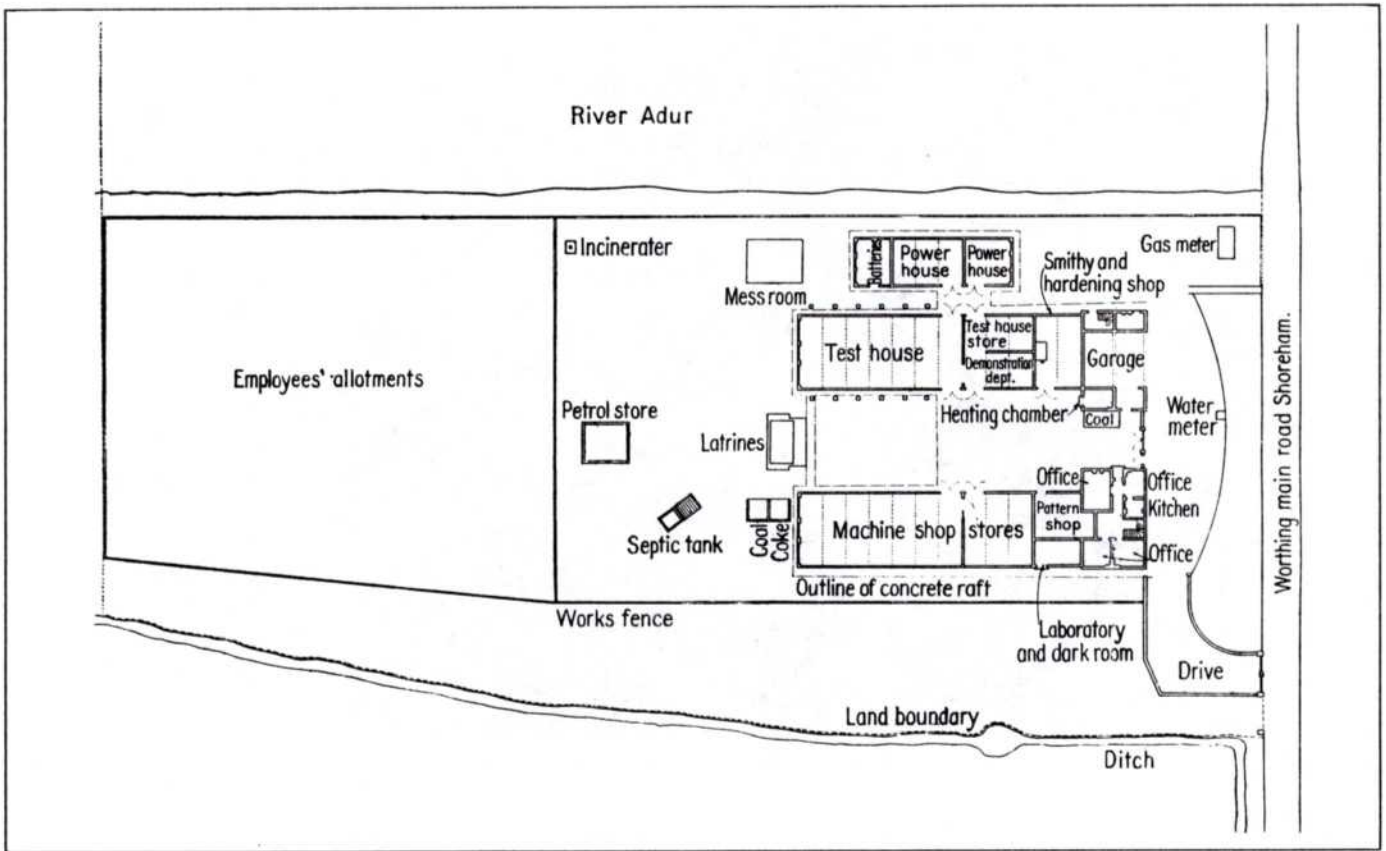 River Adur
Incinerater
Mess room
Batteries
Power
house
Power
house
Smithy and
hardening shop
Gas meter
Test house
Test house
store
Demonstration
dept.
Garage
Employees' allotments
Petrol store
Latrines
Heating chamber
Coal
Water
meter
Worthing main road Shoreham.
Septic tank
Coal
Coke
Machine shop
stores
Office
Pattern
shop
Office
Kitchen
Office
Outline of concrete raft
Works fence
Laboratory
and dark room
Drive
Land boundary
Ditch